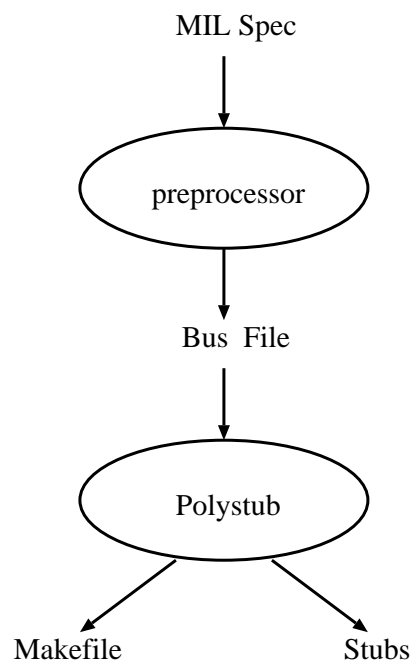 MIL Spec
preprocessor
Bus File
Polystub
Makefile
Stubs